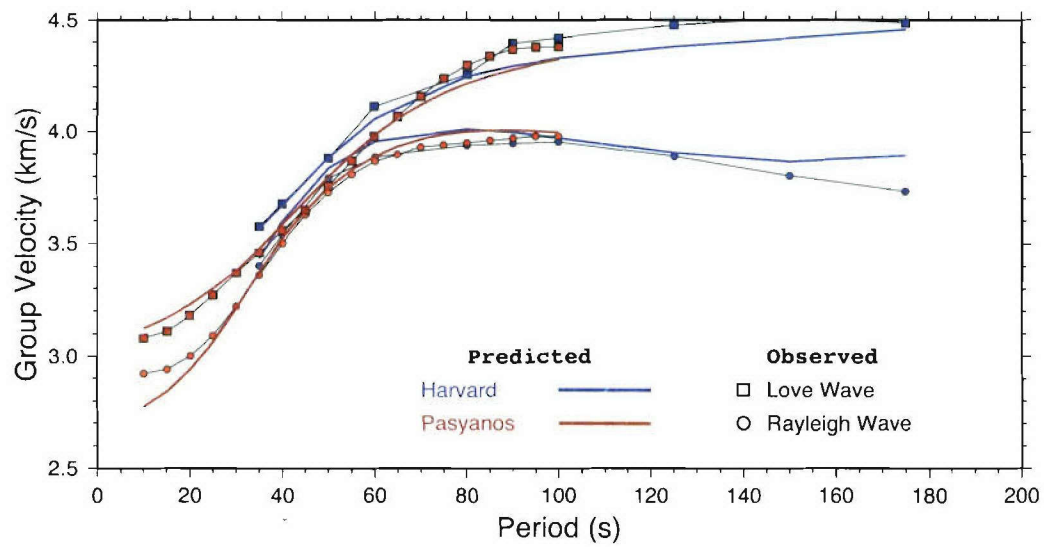 Group Velocity (km/s)
4.5
4.0
3.5
3.0
2.5
Predicted Observed
Harvard Love Wave
Pasyanos Rayleigh Wave
0 20 40 60 80 100 120 140 160 180 200
Period (s)